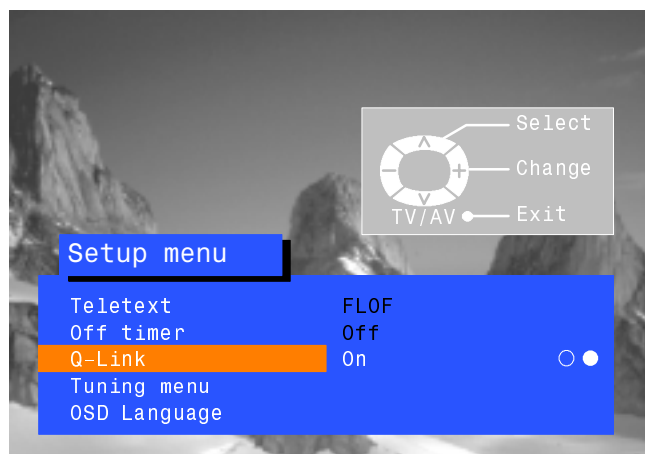 Select
Change
TV/AV Exit
Setup menu
Teletext FLOF
Off timer Off
Q-Link On
Tuning menu
OSD Language